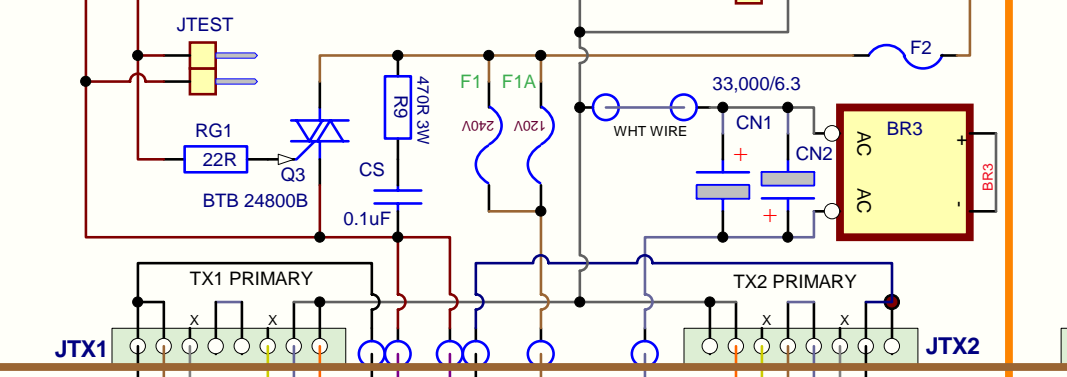 JTEST
F2
F1
F1A
470R 3W
R9
240V
120V
33,000/6.3
WHT WIRE
CN1
BR3
AC
+
RG1
22R
Q3
BTB 24800B
CS
0.1uF
+
CN2
+
AC
-
BR3
TX1 PRIMARY
TX2 PRIMARY
X
X
X
X
JTX1
JTX2